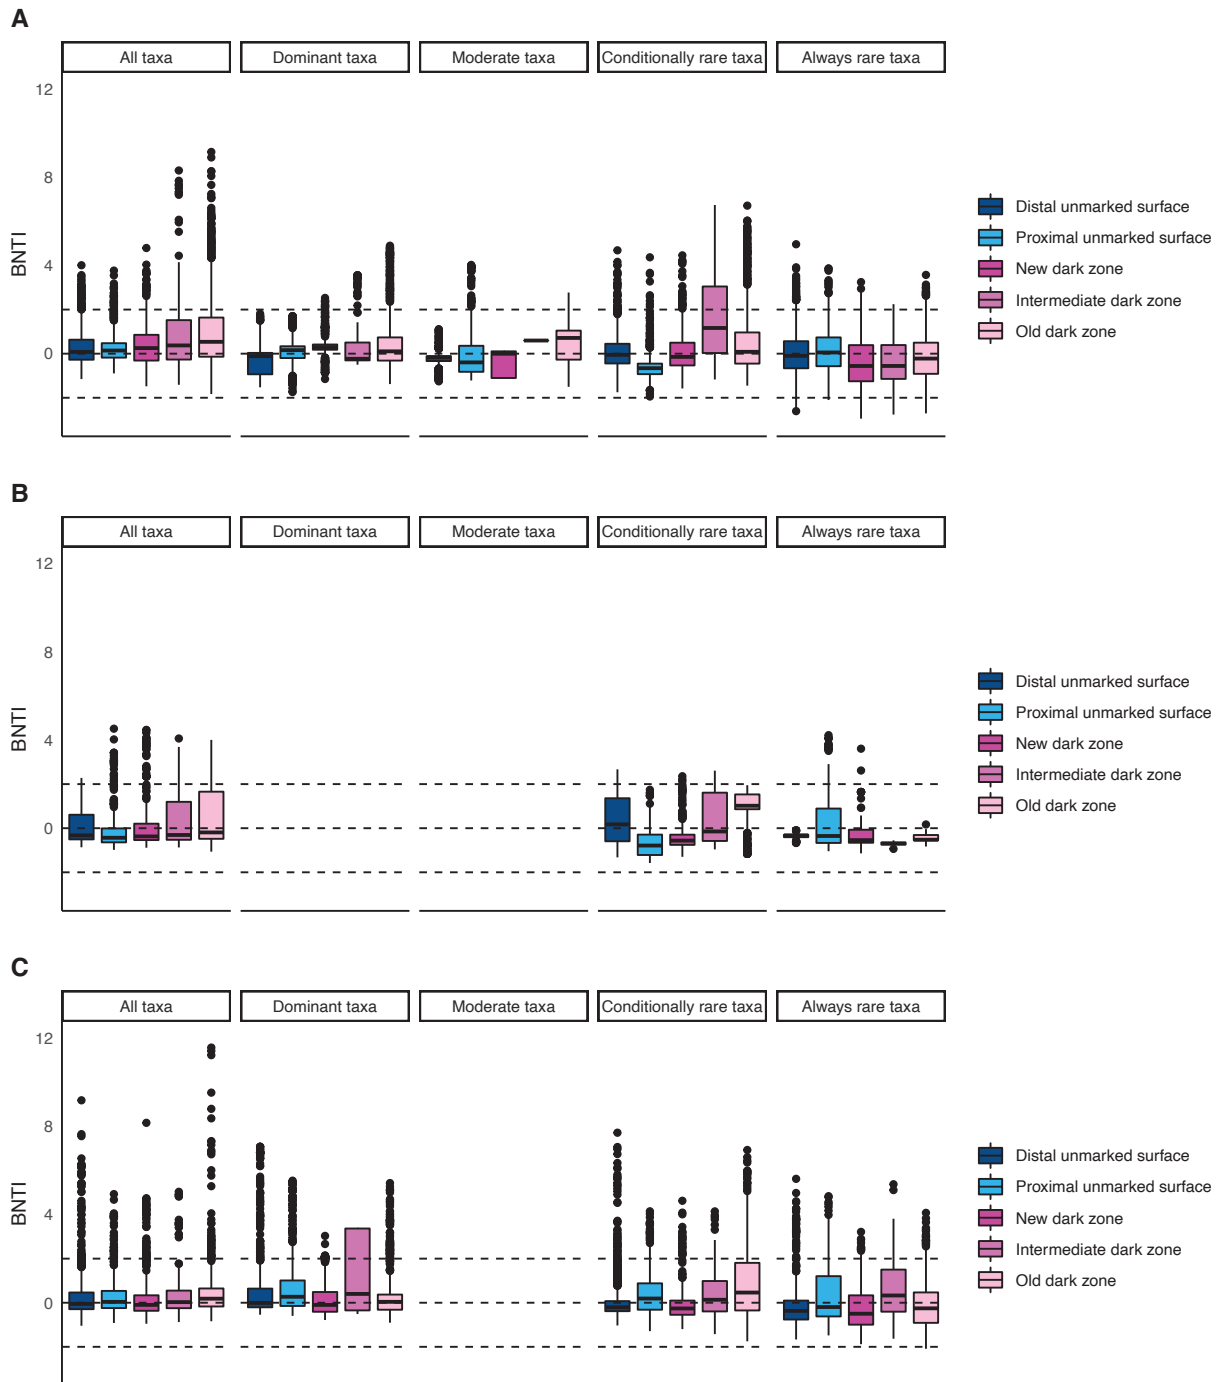 A
All taxa Dominant taxa Moderate taxa Conditionally rare taxa Always rare taxa
12
8
4
0
BNTI
Distal unmarked surface
Proximal unmarked surface
New dark zone
Intermediate dark zone
Old dark zone
B
All taxa Dominant taxa Moderate taxa Conditionally rare taxa Always rare taxa
12
8
4
0
BNTI
Distal unmarked surface
Proximal unmarked surface
New dark zone
Intermediate dark zone
Old dark zone
C
All taxa Dominant taxa Moderate taxa Conditionally rare taxa Always rare taxa
12
8
4
0
BNTI
Distal unmarked surface
Proximal unmarked surface
New dark zone
Intermediate dark zone
Old dark zone